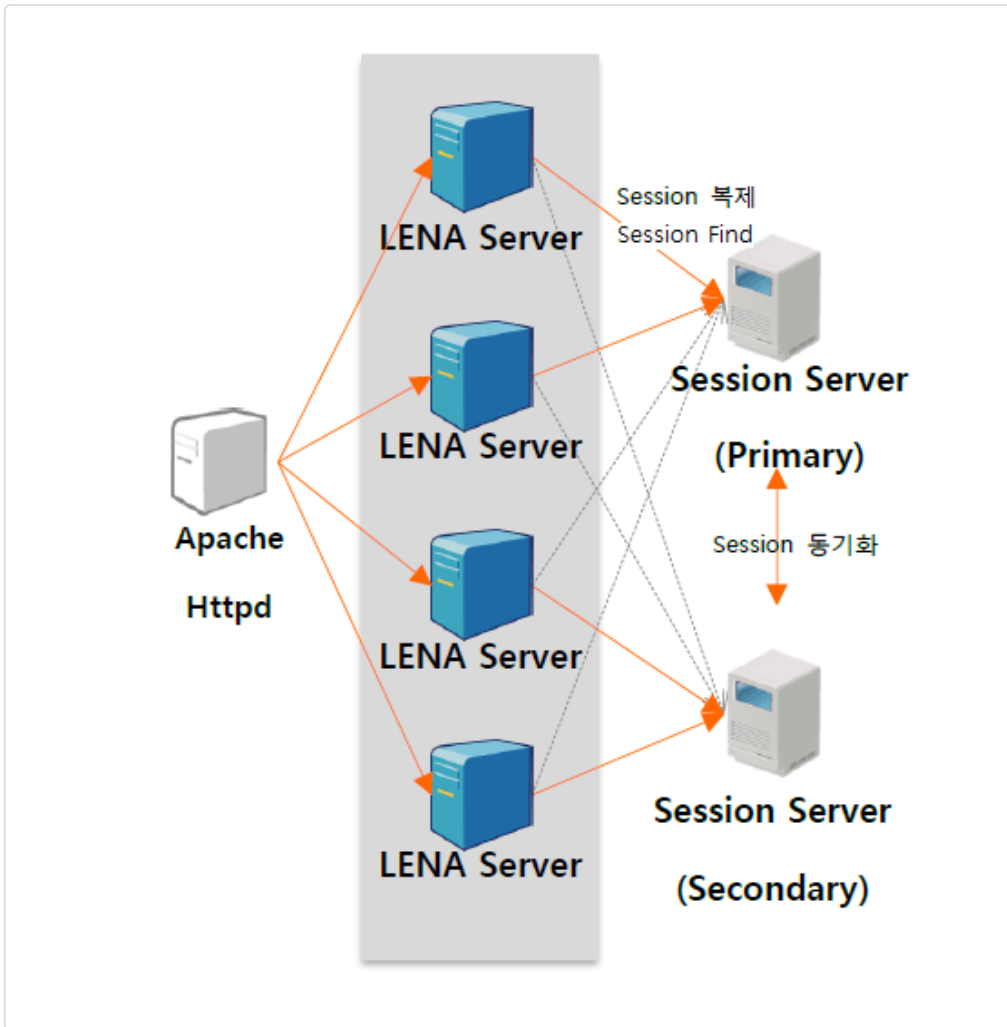 LENA Server
Session 복제
Session Find
LENA Server
Session Server
(Primary)
Apache
Httpd
Session 동기화
LENA Server
LENA Server
Session Server
(Secondary)